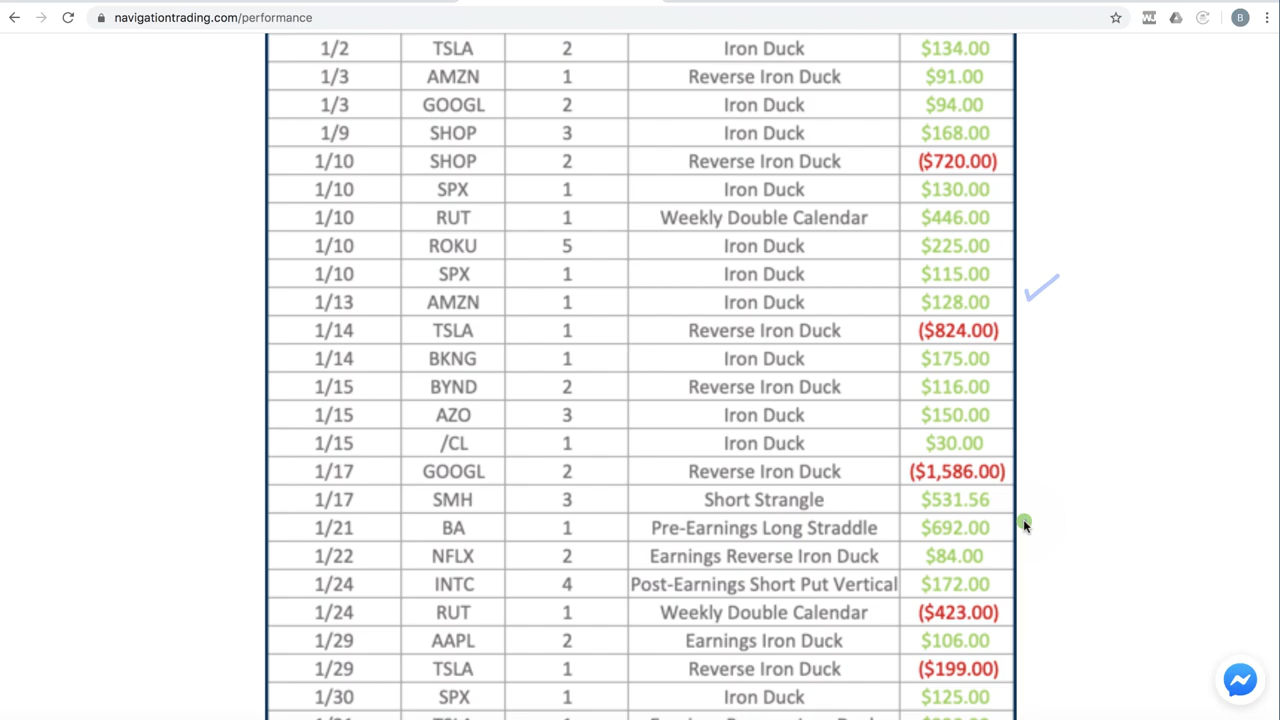 navigationtrading.com/performance
B
1/2 TSLA 2 Iron Duck $134.00
1/3 AMZN 1 Reverse Iron Duck $91.00
1/3 GOOGL 2 Iron Duck $94.00
1/9 SHOP 3 Iron Duck $168.00
1/10 SHOP 2 Reverse Iron Duck ($720.00)
1/10 SPX 1 Iron Duck $130.00
1/10 RUT 1 Weekly Double Calendar $446.00
1/10 ROKU 5 Iron Duck $225.00
1/10 SPX 1 Iron Duck $115.00
1/13 AMZN 1 Iron Duck $128.00
1/14 TSLA 1 Reverse Iron Duck ($824.00)
1/14 BKNG 1 Iron Duck $175.00
1/15 BYND 2 Reverse Iron Duck $116.00
1/15 AZO 3 Iron Duck $150.00
1/15 /CL 1 Iron Duck $30.00
1/17 GOOGL 2 Reverse Iron Duck ($1,586.00)
1/17 SMH 3 Short Strangle $531.56
1/21 BA 1 Pre-Earnings Long Straddle $692.00
1/22 NFLX 2 Earnings Reverse Iron Duck $84.00
1/24 INTC 4 Post-Earnings Short Put Vertical $172.00
1/24 RUT 1 Weekly Double Calendar ($423.00)
1/29 AAPL 2 Earnings Iron Duck $106.00
1/29 TSLA 1 Reverse Iron Duck ($199.00)
1/30 SPX 1 Iron Duck $125.00